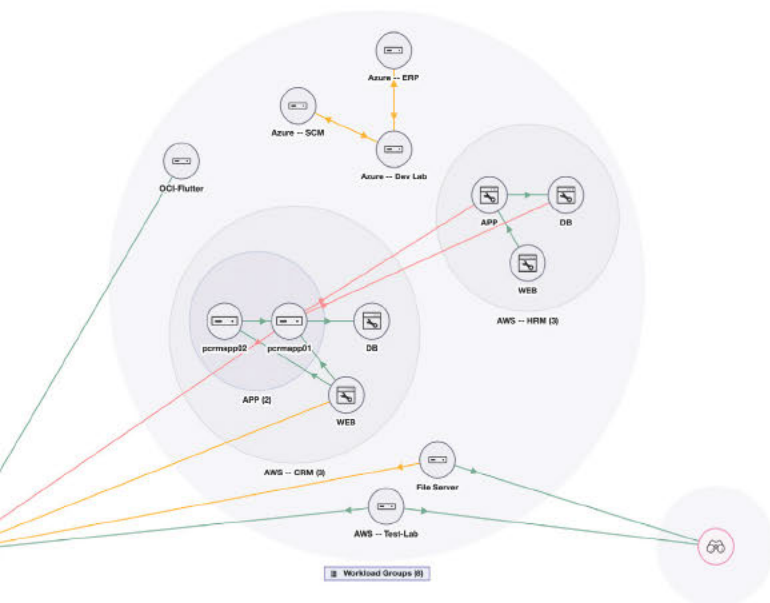 Azure -- ERP
Azure -- SCM
Azure -- Dev Lab
OCI-Flutter
APP
DB
WEB
AWS -- HRM (3)
pcrmapp02
pcrmapp01
DB
APP (2)
WEB
AWS -- CRM (3)
File Server
AWS -- Test-Lab
Workload Groups (6)